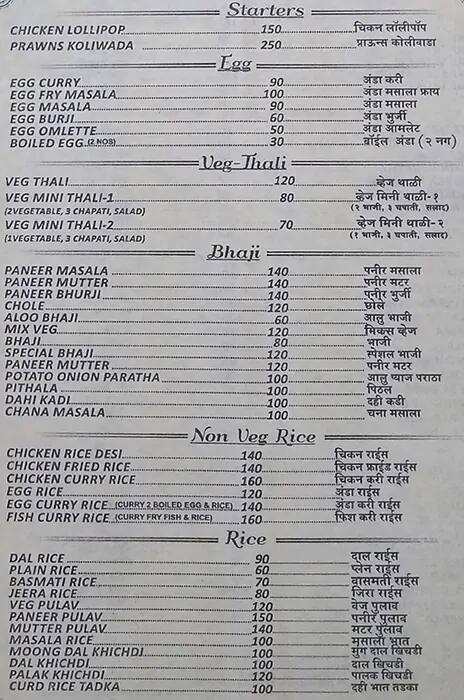 Starters
CHICKEN LOLLIPOP 150 चिकन लॉलीपॉप
PRAWNS KOLIWADA 250 प्राऊन्स कोलीवाडा
Egg
EGG CURRY 90 अंडा करी
EGG FRY MASALA 100 अंडा मसाला फ्राय
EGG MASALA 90 अंडा मसाला
EGG BURJI 60 अंडा भुर्जी
EGG OMLETTE 50 अंडा आमलेट
BOILED EGG (2 NOS) 30 बॉईल अंडा (२ नग)
Veg-Thali
VEG THALI 120 व्हेज थाळी
VEG MINI THALI-1 80 व्हेज मिनी थाळी-१
(2VEGETABLE, 3 CHAPATI, SALAD) (२ भाजी, ३ चपाती, सलाद)
VEG MINI THALI-2 70 व्हेज मिनी थाळी-२
(1VEGETABLE, 3 CHAPATI, SALAD) (१ भाजी, ३ चपाती, सलाद)
Bhaji
PANEER MASALA 140 पनीर मसाला
PANEER MUTTER 140 पनीर मटर
PANEER BHURJI 140 पनीर भुर्जी
CHOLE 120 छोले
ALOO BHAJI 60 आलु भाजी
MIX VEG 120 मिक्स व्हेज
BHAJI 80 भाजी
SPECIAL BHAJI 120 स्पेशल भाजी
PANEER MUTTER 120 पनीर मटर
POTATO ONION PARATHA 100 आलु प्याज पराठा
PITHALA 100 पिठल
DAHI KADI 100 दही कडी
CHANA MASALA 100 चना मसाला
Non Veg Rice
CHICKEN RICE DESI 140 चिकन राईस
CHICKEN FRIED RICE 140 चिकन फ्राईड राईस
CHICKEN CURRY RICE 160 चिकन करी राईस
EGG RICE 120 अंडा राईस
EGG CURRY RICE (CURRY 2 BOILED EGG & RICE) 140 अंडा करी राईस
FISH CURRY RICE (CURRY FRY FISH & RICE) 160 फिश करी राईस
Rice
DAL RICE 90 दाल राईस
PLAIN RICE 60 प्लेन राईस
BASMATI RICE 70 बासमती राईस
JEERA RICE 80 जिरा राईस
VEG PULAV 120 वेज पुलाव
PANEER PULAV 150 पनीर पुलाव
MUTTER PULAV 140 मटर पुलाव
MASALA RICE 100 मसाली भात
MOONG DAL KHICHDI 100 मुग दाल खिचडी
DAL KHICHDI 100 दाल खिचडी
PALAK KHICHDI 120 पालक खिचडी
CURD RICE TADKA 100 दही भात तडका